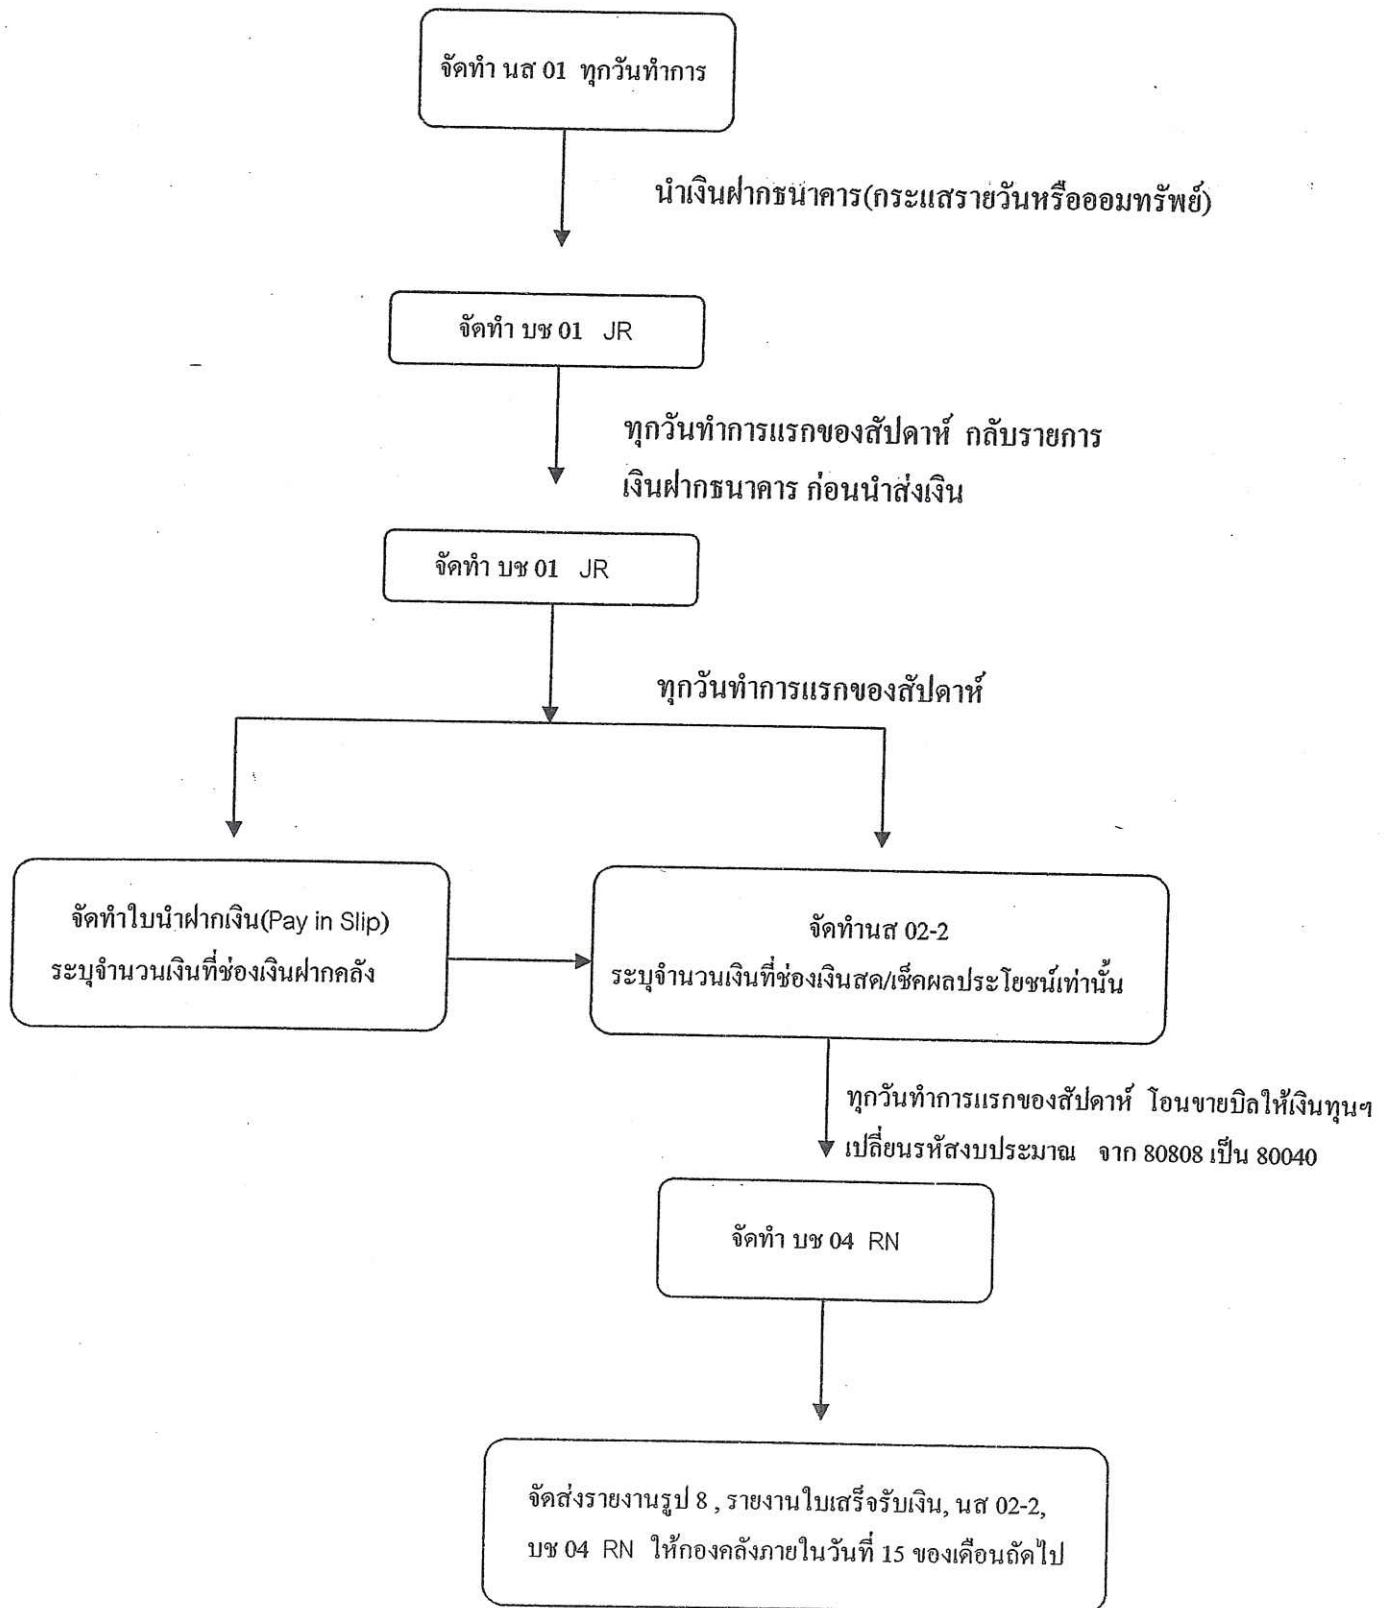 จัดทำ นส 01 ทุกวันทำการ
นำเงินฝากธนาคาร(กระแสรายวันหรือออมทรัพย์)
จัดทำ บช 01 JR
ทุกวันทำการแรกของสัปดาห์ กลับรายการ
เงินฝากธนาคาร ก่อนนำส่งเงิน
จัดทำ บช 01 JR
ทุกวันทำการแรกของสัปดาห์
จัดทำใบนำฝากเงิน(Pay in Slip)
ระบุจำนวนเงินที่ช่องเงินฝากคลัง
จัดทำนส 02-2
ระบุจำนวนเงินที่ช่องเงินสด/เช็คผลประโยชน์เท่านั้น
ทุกวันทำการแรกของสัปดาห์ โอนขายบิลให้เงินทุนฯ
เปลี่ยนรหัสงบประมาณ จาก 80808 เป็น 80040
จัดทำ บช 04 RN
จัดส่งรายงานรูป 8 , รายงานใบเสร็จรับเงิน, นส 02-2,
บช 04 RN ให้กองคลังภายในวันที่ 15 ของเดือนถัดไป